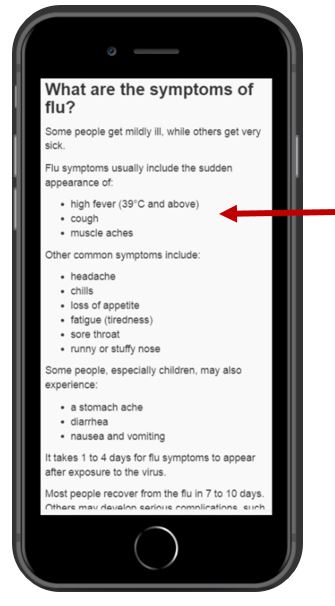 What are the symptoms of
flu?
Some people get mildly ill, while others get very
sick.
Flu symptoms usually include the sudden
appearance of:
• high fever (39°C and above)
• cough
• muscle aches
Other common symptoms include:
• headache
• chills
• loss of appetite
• fatigue (tiredness)
• sore throat
• runny or stuffy nose
Some people, especially children, may also
experience:
• a stomach ache
• diarrhea
• nausea and vomiting
It takes 1 to 4 days for flu symptoms to appear
after exposure to the virus.
Most people recover from the flu in 7 to 10 days.
Others may develop serious complications, such